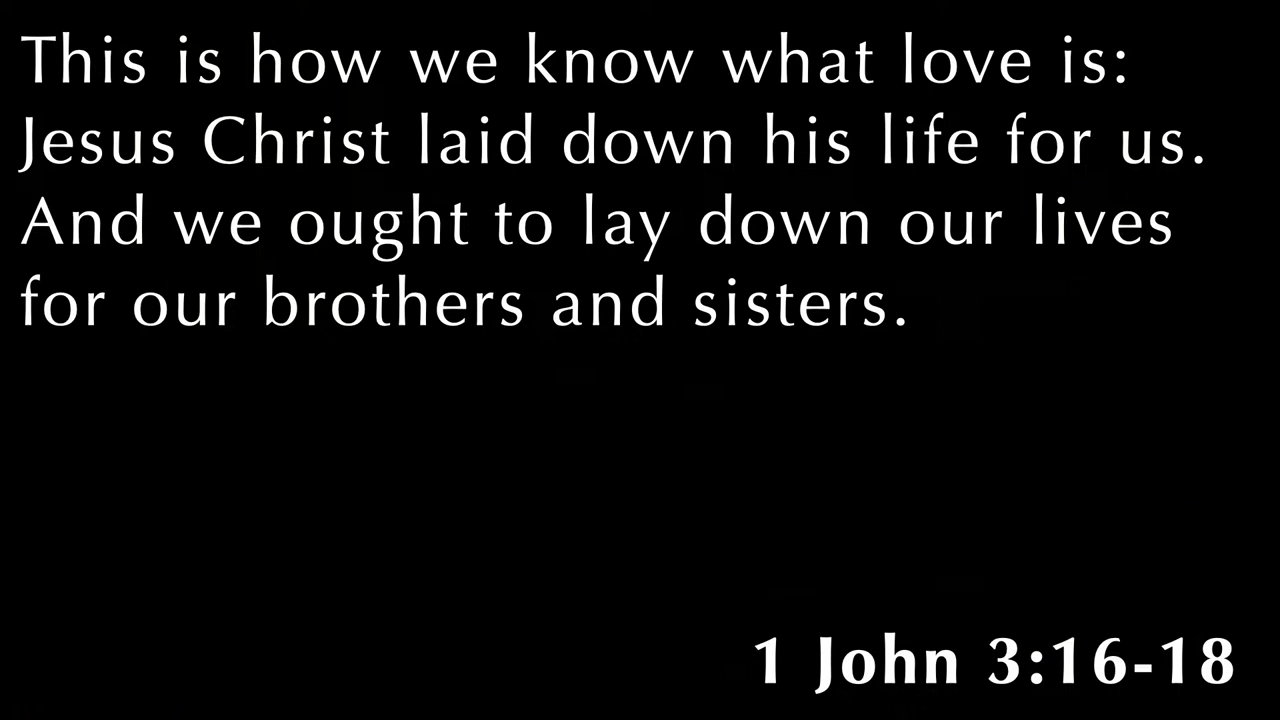 This is how we know what love is:
Jesus Christ laid down his life for us.
And we ought to lay down our lives
for our brothers and sisters.
1 John 3:16-18